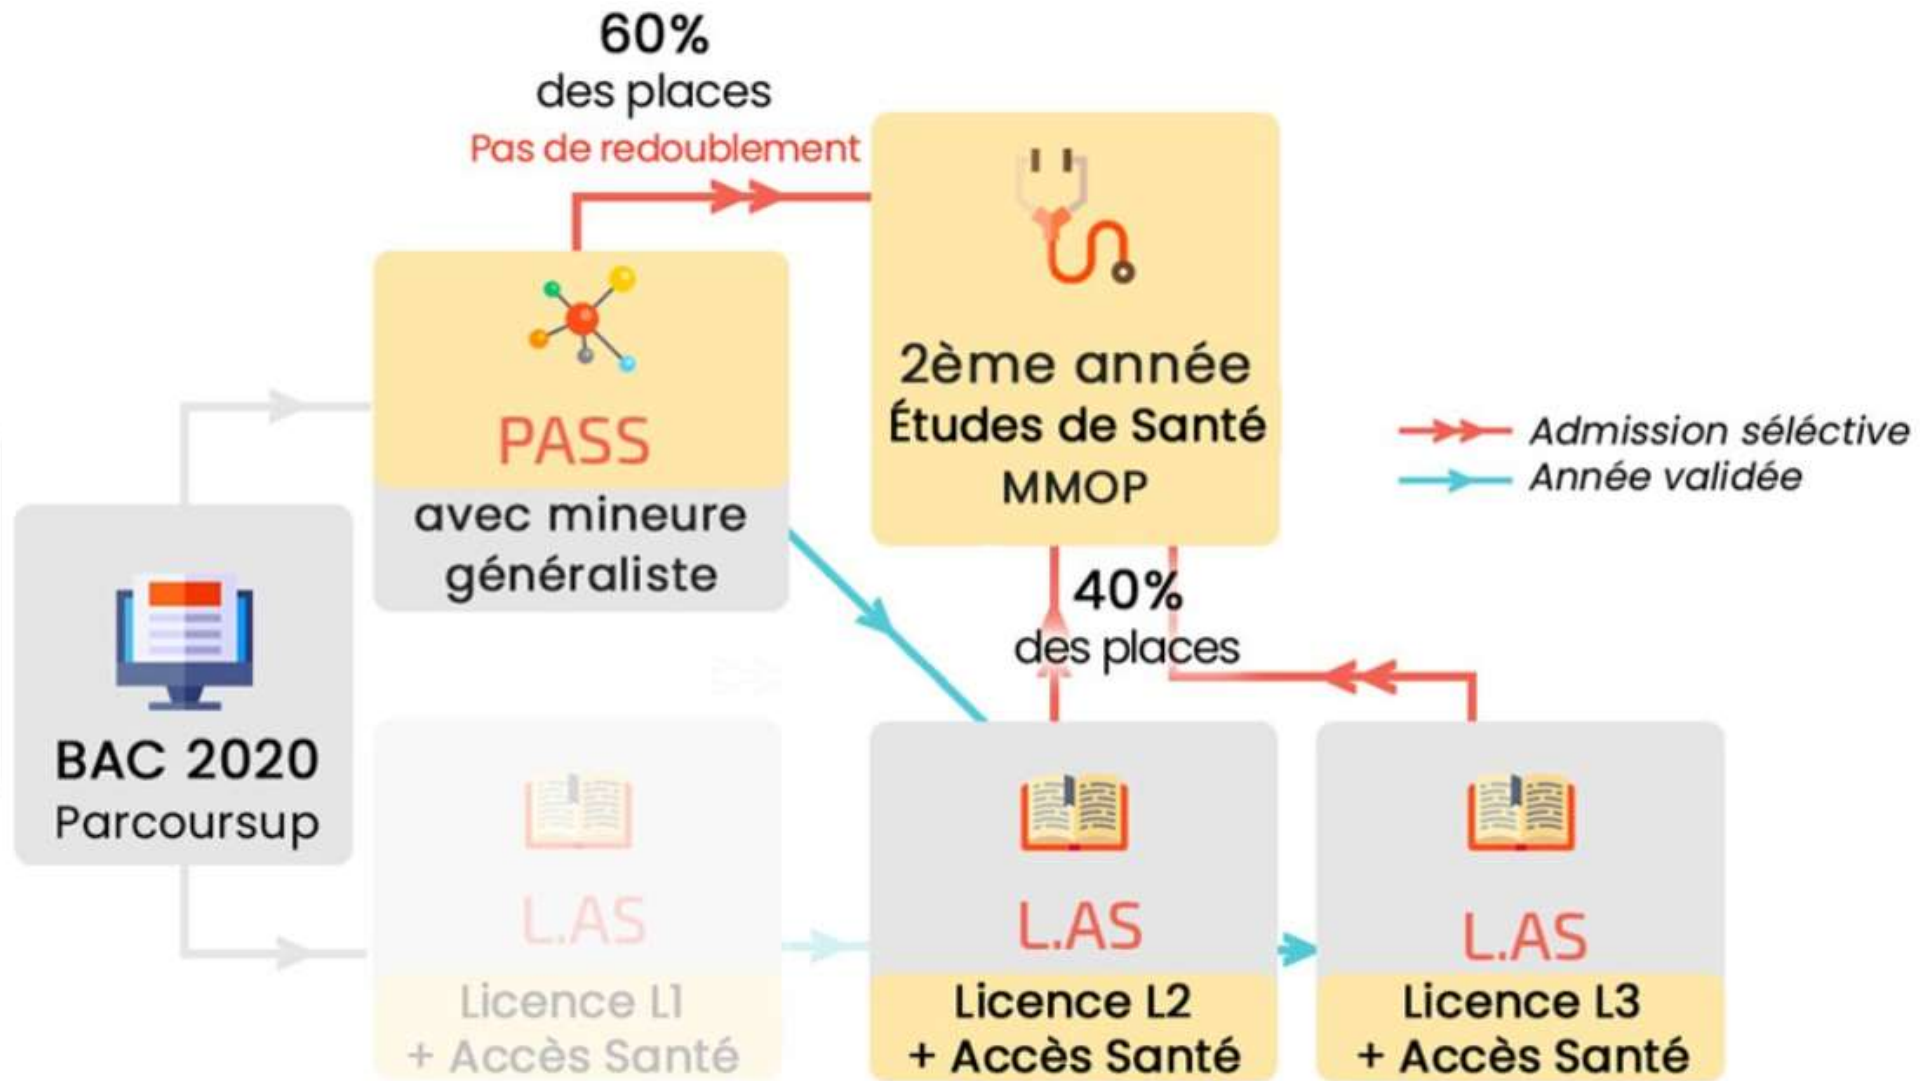 60%
des places
Pas de redoublement
2ème année
Études de Santé
MMOP
PASS
avec mineure
généraliste
Admission séléctive
Année validée
BAC 2020
Parcoursup
40%
des places
L.AS
Licence L1
+ Accès Santé
L.AS
Licence L2
+ Accès Santé
L.AS
Licence L3
+ Accès Santé